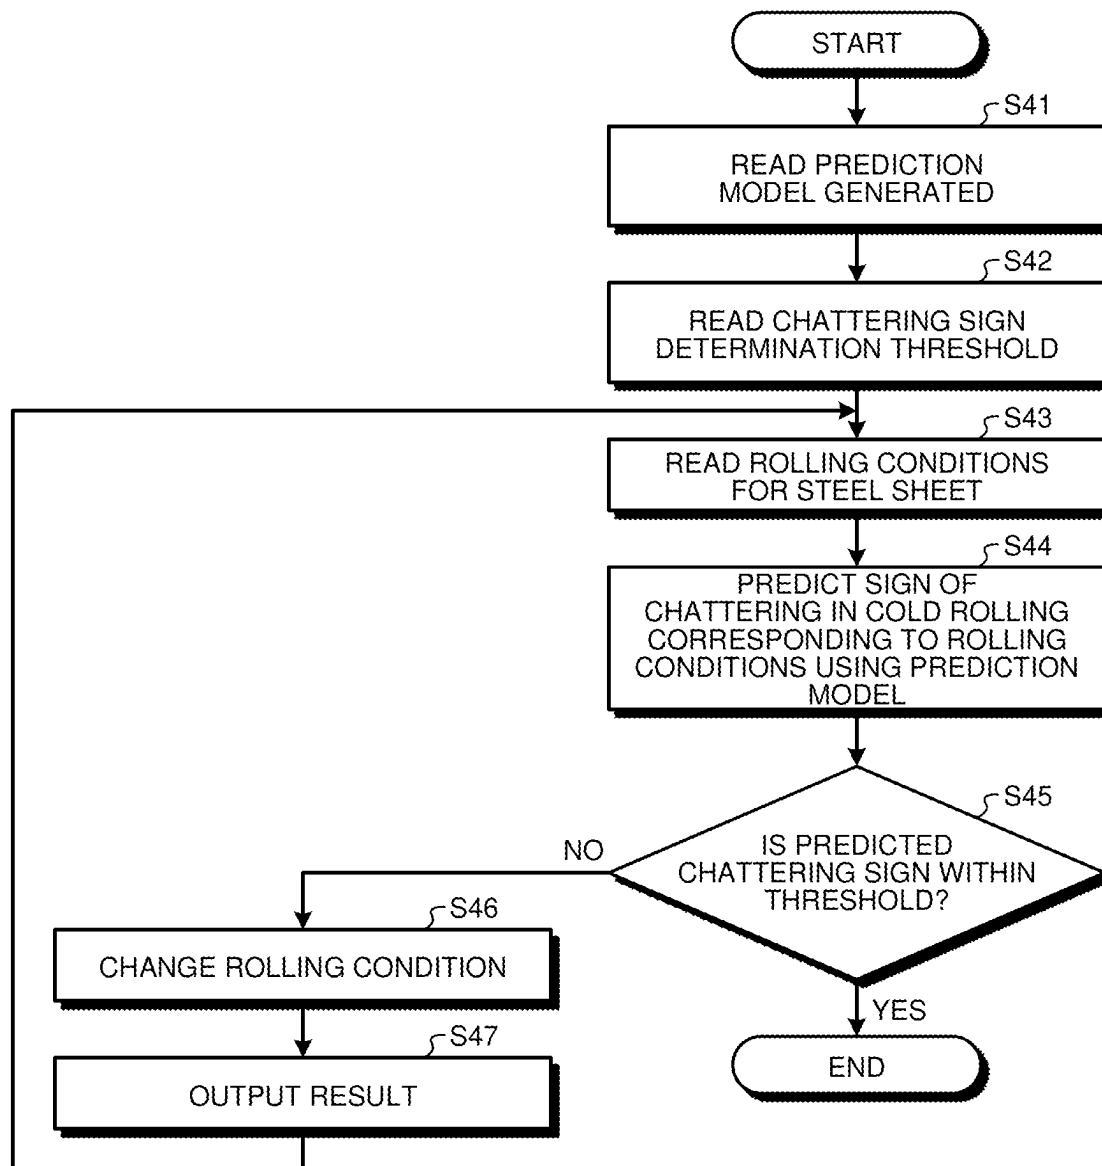 START
S41
READ PREDICTION
MODEL GENERATED
S42
READ CHATTERING SIGN
DETERMINATION THRESHOLD
S43
READ ROLLING CONDITIONS
FOR STEEL SHEET
S44
PREDICT SIGN OF
CHATTERING IN COLD ROLLING
CORRESPONDING TO ROLLING
CONDITIONS USING PREDICTION
MODEL
S45
IS PREDICTED
CHATTERING SIGN WITHIN
THRESHOLD?
NO
S46
CHANGE ROLLING CONDITION
S47
OUTPUT RESULT
YES
END